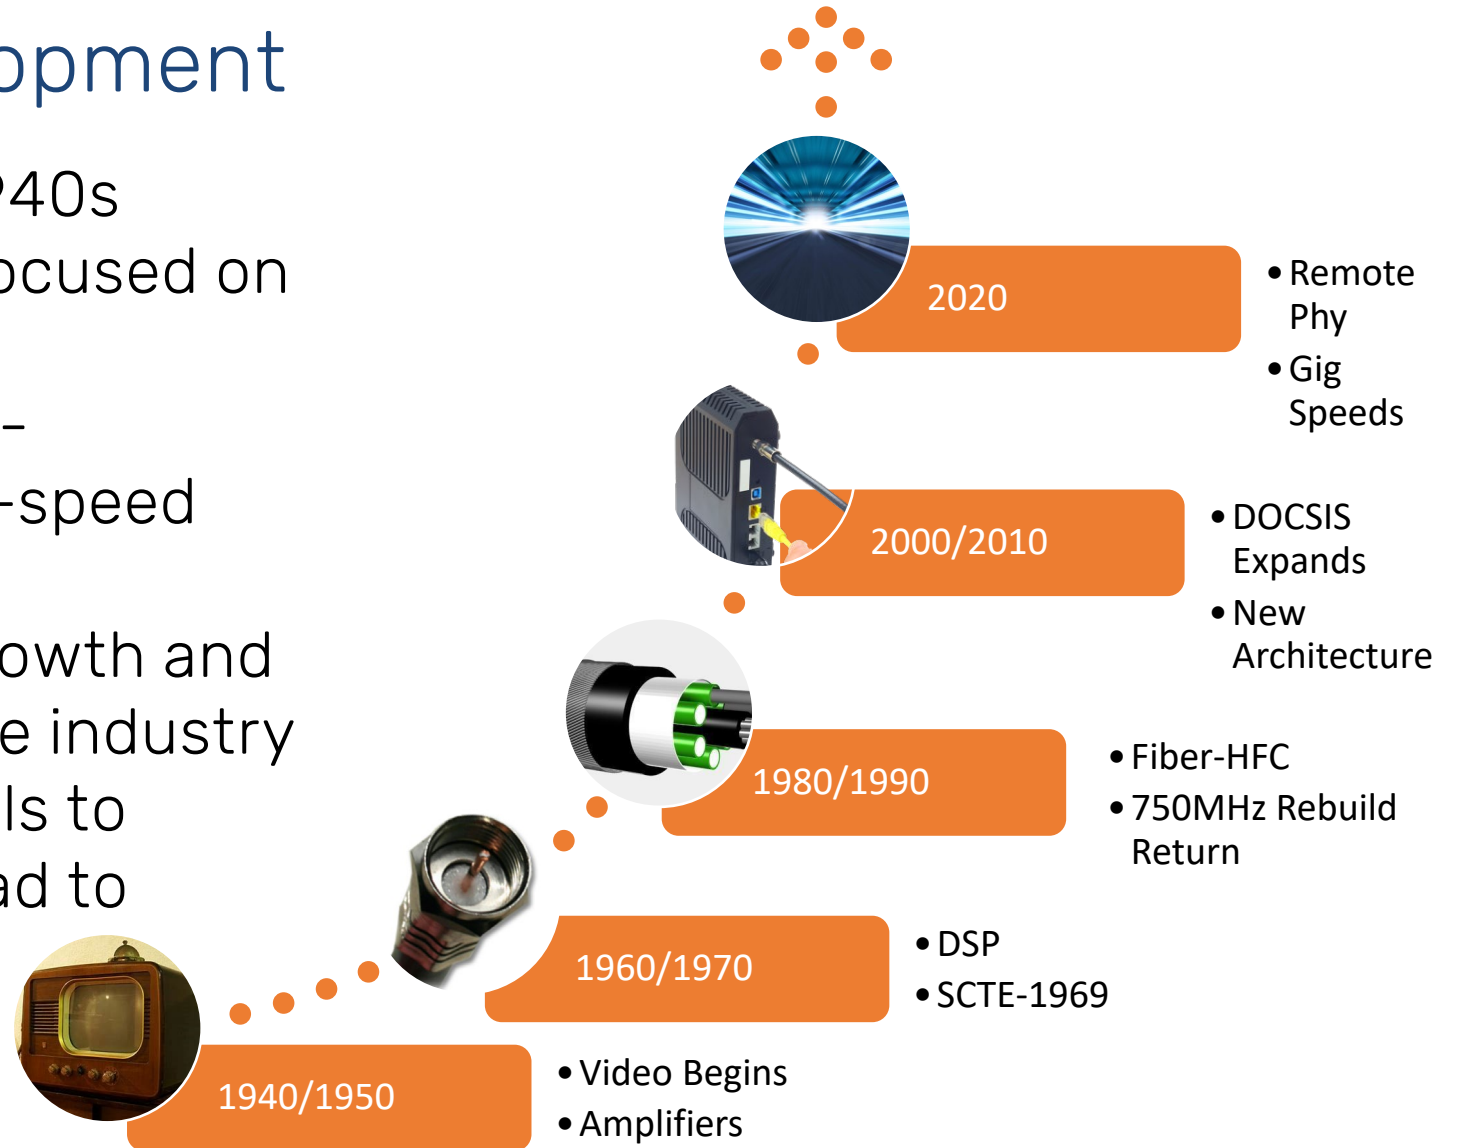 opment
940s
ocused on
-
-speed
owth and
e industry
ls to
ad to
2020
• Remote
Phy
• Gig
Speeds
2000/2010
• DOCSIS
Expands
• New
Architecture
1980/1990
• Fiber-HFC
• 750MHz Rebuild
Return
1960/1970
• DSP
• SCTE-1969
1940/1950
• Video Begins
• Amplifiers